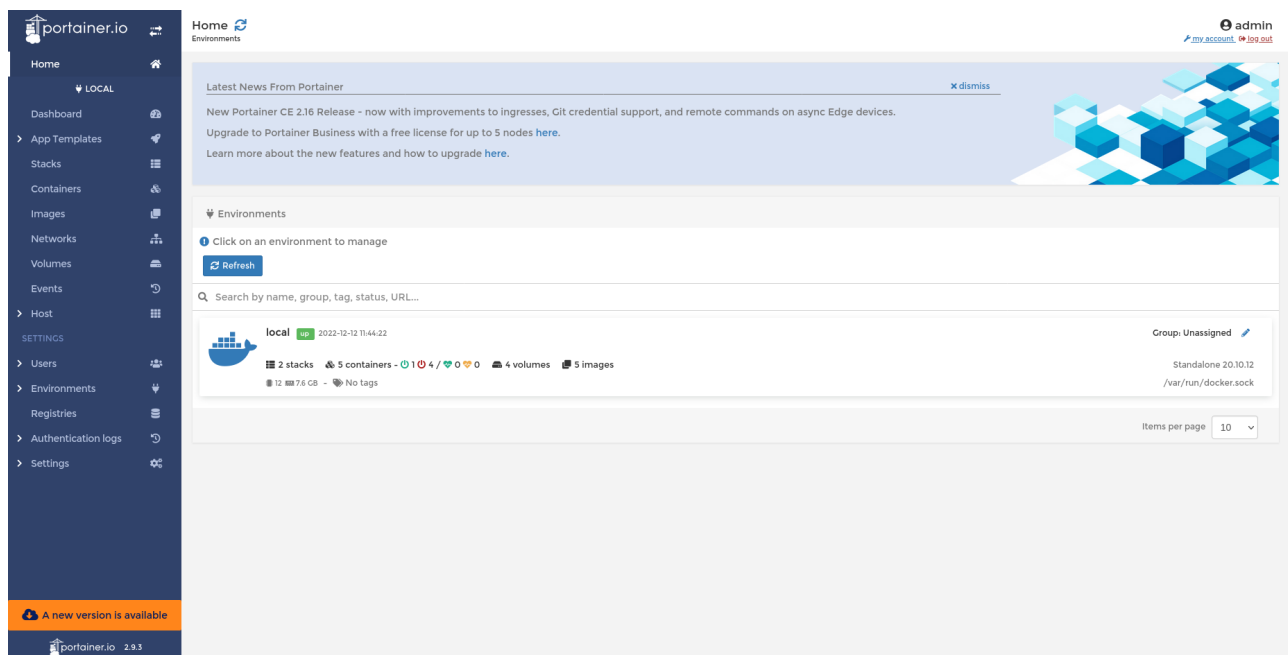 portainer.io
Home
Environments
admin
my account log out
Home
LOCAL
Dashboard
App Templates
Stacks
Containers
Images
Networks
Volumes
Events
Host
SETTINGS
Users
Environments
Registries
Authentication logs
Settings
A new version is available
portainer.io 2.9.3
Latest News From Portainer
x dismiss
New Portainer CE 2.16 Release - now with improvements to ingresses, Git credential support, and remote commands on async Edge devices.
Upgrade to Portainer Business with a free license for up to 5 nodes here.
Learn more about the new features and how to upgrade here.
Environments
Click on an environment to manage
Refresh
Search by name, group, tag, status, URL...
local up 2022-12-12 11:44:22
Group: Unassigned
2 stacks 5 containers - 1 4 / 0 0 4 volumes 5 images
Standalone 20.10.12
12 7.6 GB - No tags
/var/run/docker.sock
Items per page 10